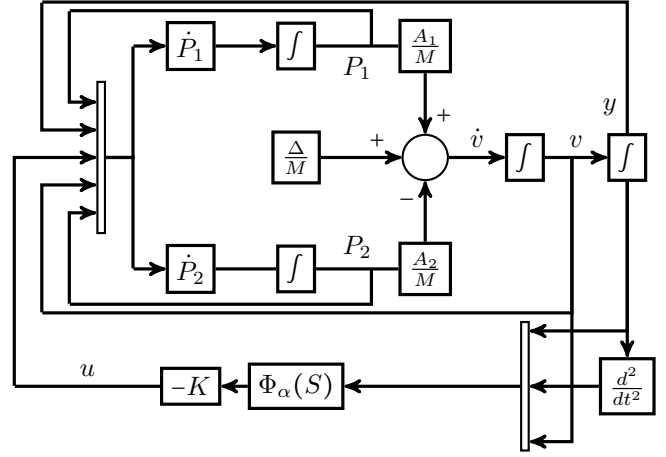 Ṗ₁ ∫ P₁ A₁/M y
+ +
Δ/M v̇ ∫ v ∫
-
Ṗ₂ ∫ P₂ A₂/M
u -K Φα(S) d²/dt²